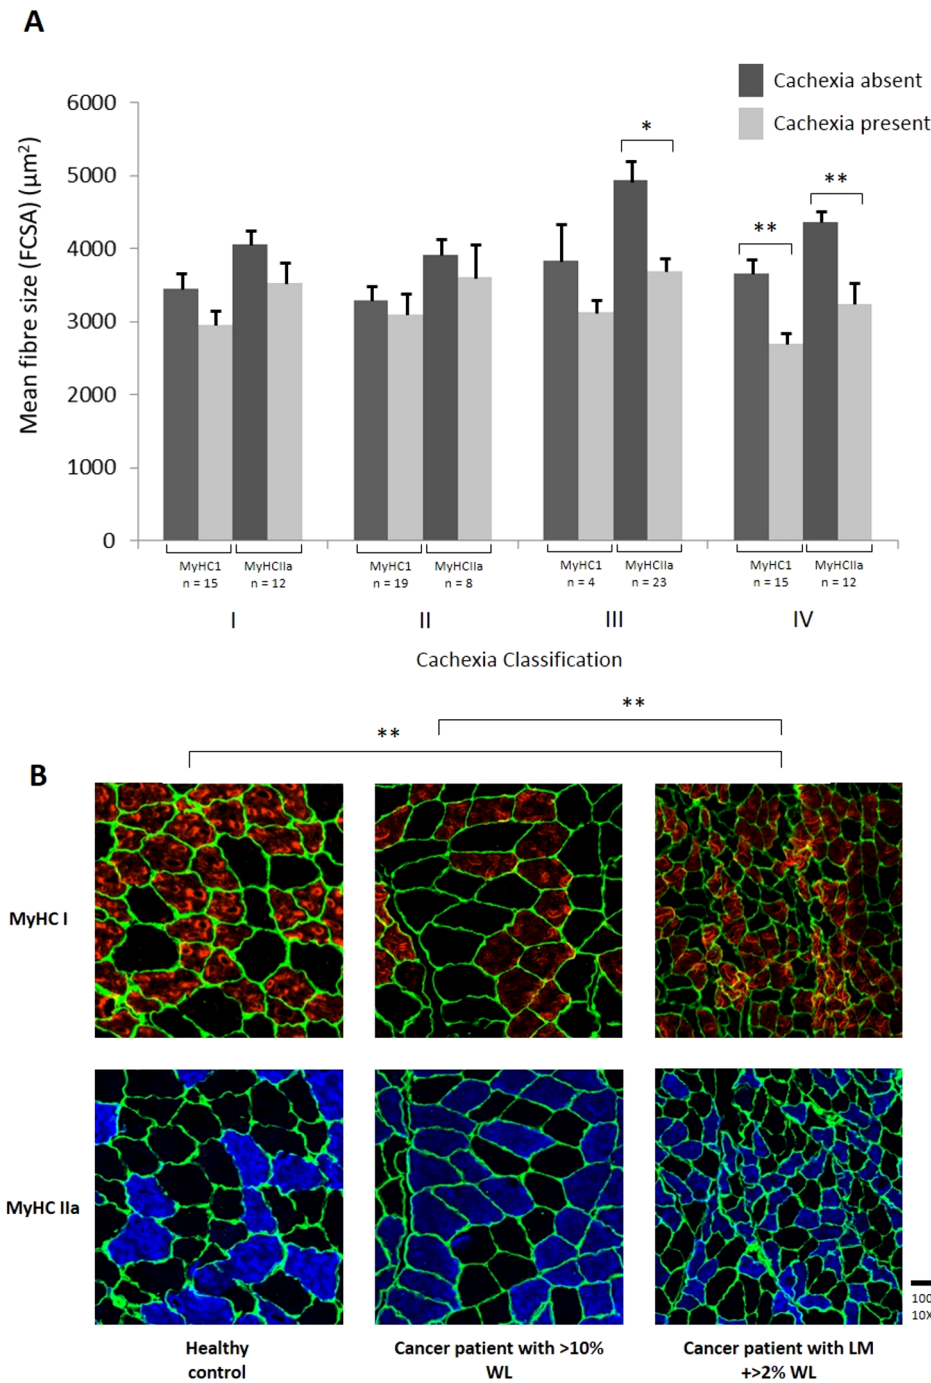 A
Cachexia absent
Cachexia present
*
**
**
Mean fibre size (FCSA) (µm²)
6000
5000
4000
3000
2000
1000
0
MyHC1 MyHCIIa MyHC1 MyHCIIa MyHC1 MyHCIIa MyHC1 MyHCIIa
n = 15 n = 12 n = 19 n = 8 n = 4 n = 23 n = 15 n = 12
I II III IV
Cachexia Classification
**
**
B
MyHC I
MyHC IIa
100
10X
Healthy
control
Cancer patient with >10%
WL
Cancer patient with LM
+>2% WL